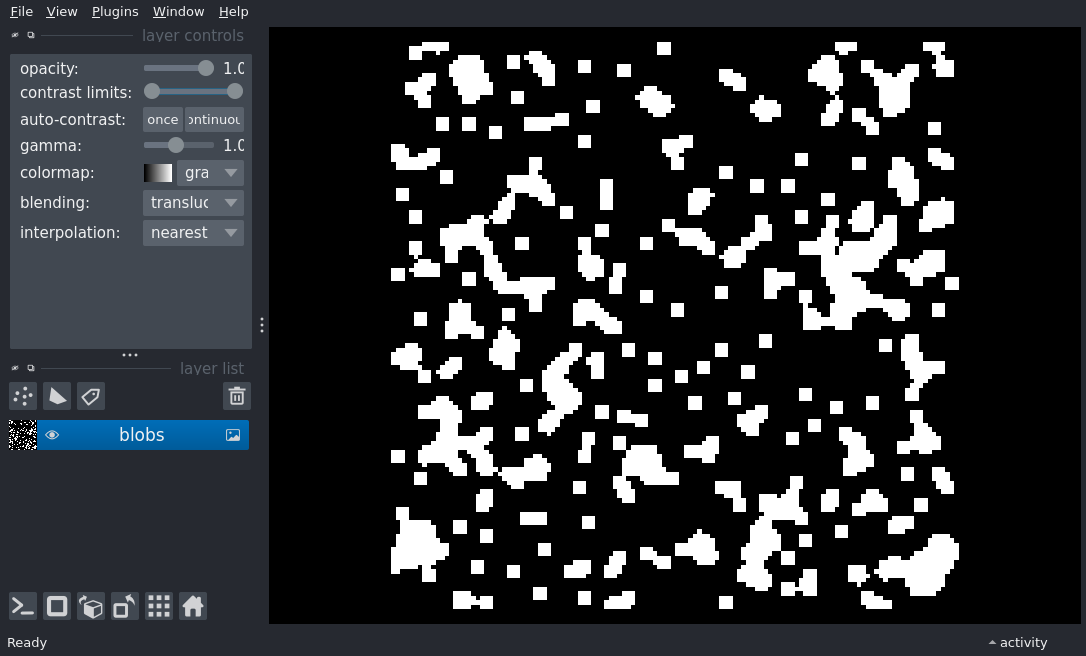 File View Plugins Window Help
layer controls
opacity: 1.0
contrast limits:
auto-contrast: once ontinuou
gamma: 1.0
colormap: gra
blending: transluc
interpolation: nearest
layer list
blobs
Ready
activity